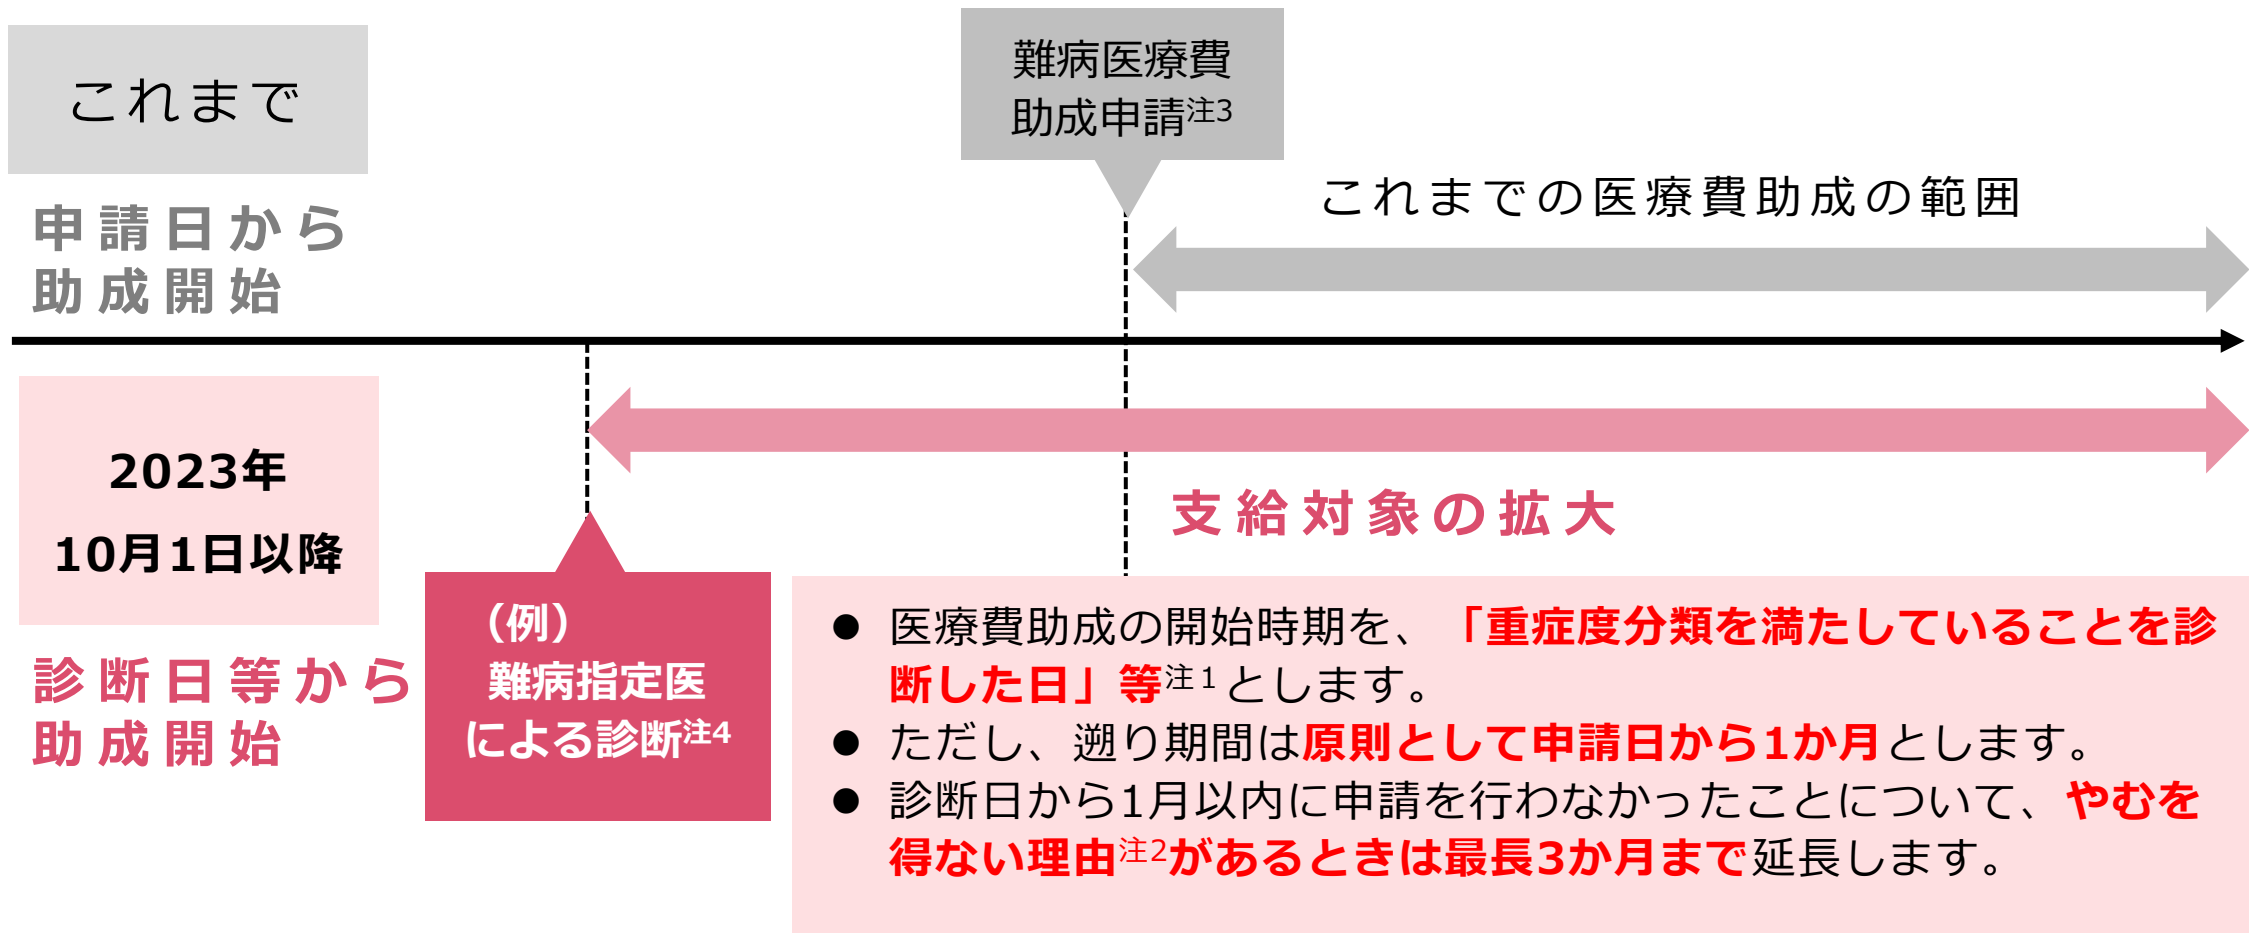 これまで
申請日から
助成開始
難病医療費
助成申請注3
これまでの医療費助成の範囲
2023年
10月1日以降
診断日等から
助成開始
（例）
難病指定医
による診断注4
支給対象の拡大
● 医療費助成の開始時期を、「重症度分類を満たしていることを診
断した日」等注１とします。
● ただし、遡り期間は原則として申請日から1か月とします。
● 診断日から1月以内に申請を行わなかったことについて、やむを
得ない理由注2があるときは最長3か月まで延長します。